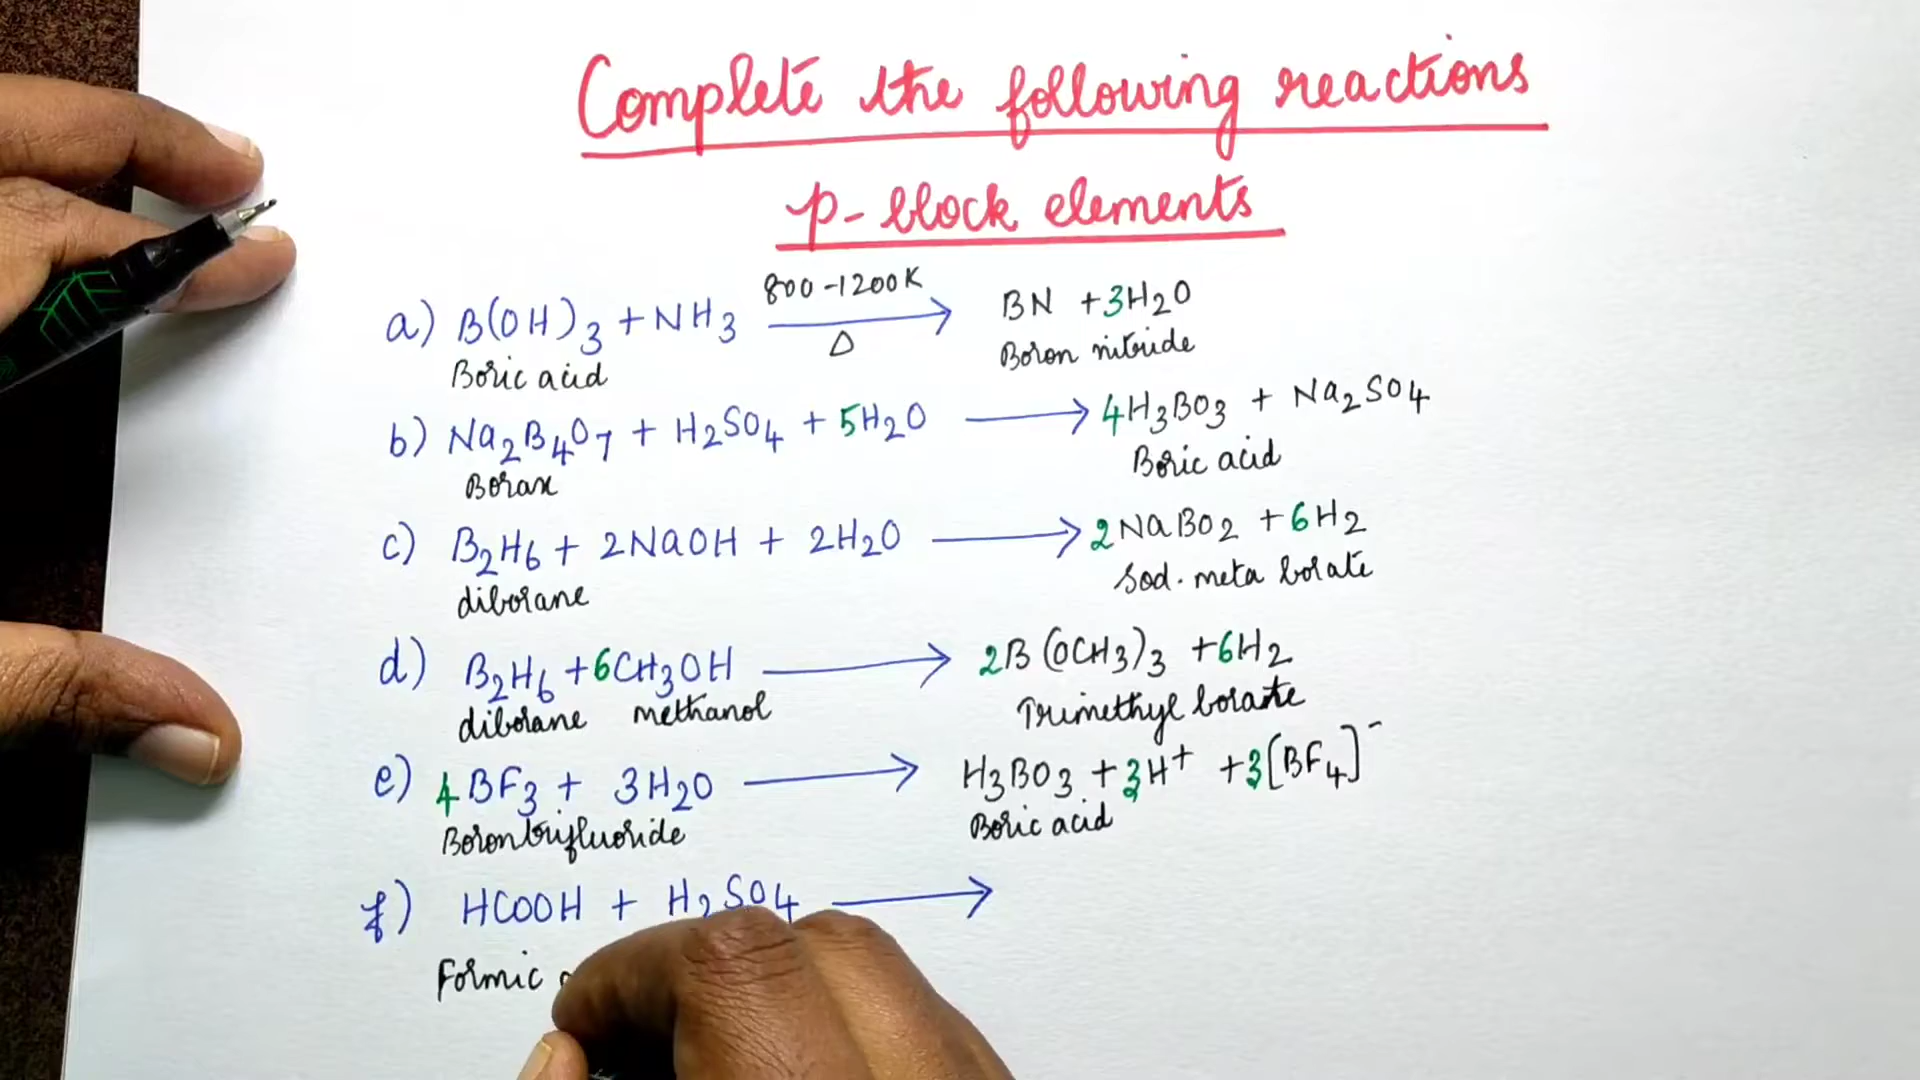 Complete the following reactions
p-block elements
800-1200K
a) B(OH)3 + NH3 → BN + 3H2O
Δ
Boric acid Boron nitride
b) Na2B4O7 + H2SO4 + 5H2O → 4H3BO3 + Na2SO4
Borax Boric acid
c) B2H6 + 2NaOH + 2H2O → 2NaBO2 + 6H2
diborane Sod. meta borate
d) B2H6 + 6CH3OH → 2B(OCH3)3 + 6H2
diborane methanol Trimethyl borate
e) 4BF3 + 3H2O → H3BO3 + 3H+ + 3[BF4]-
Boron trifluoride Boric acid
f) HCOOH + H2SO4 →
Formic